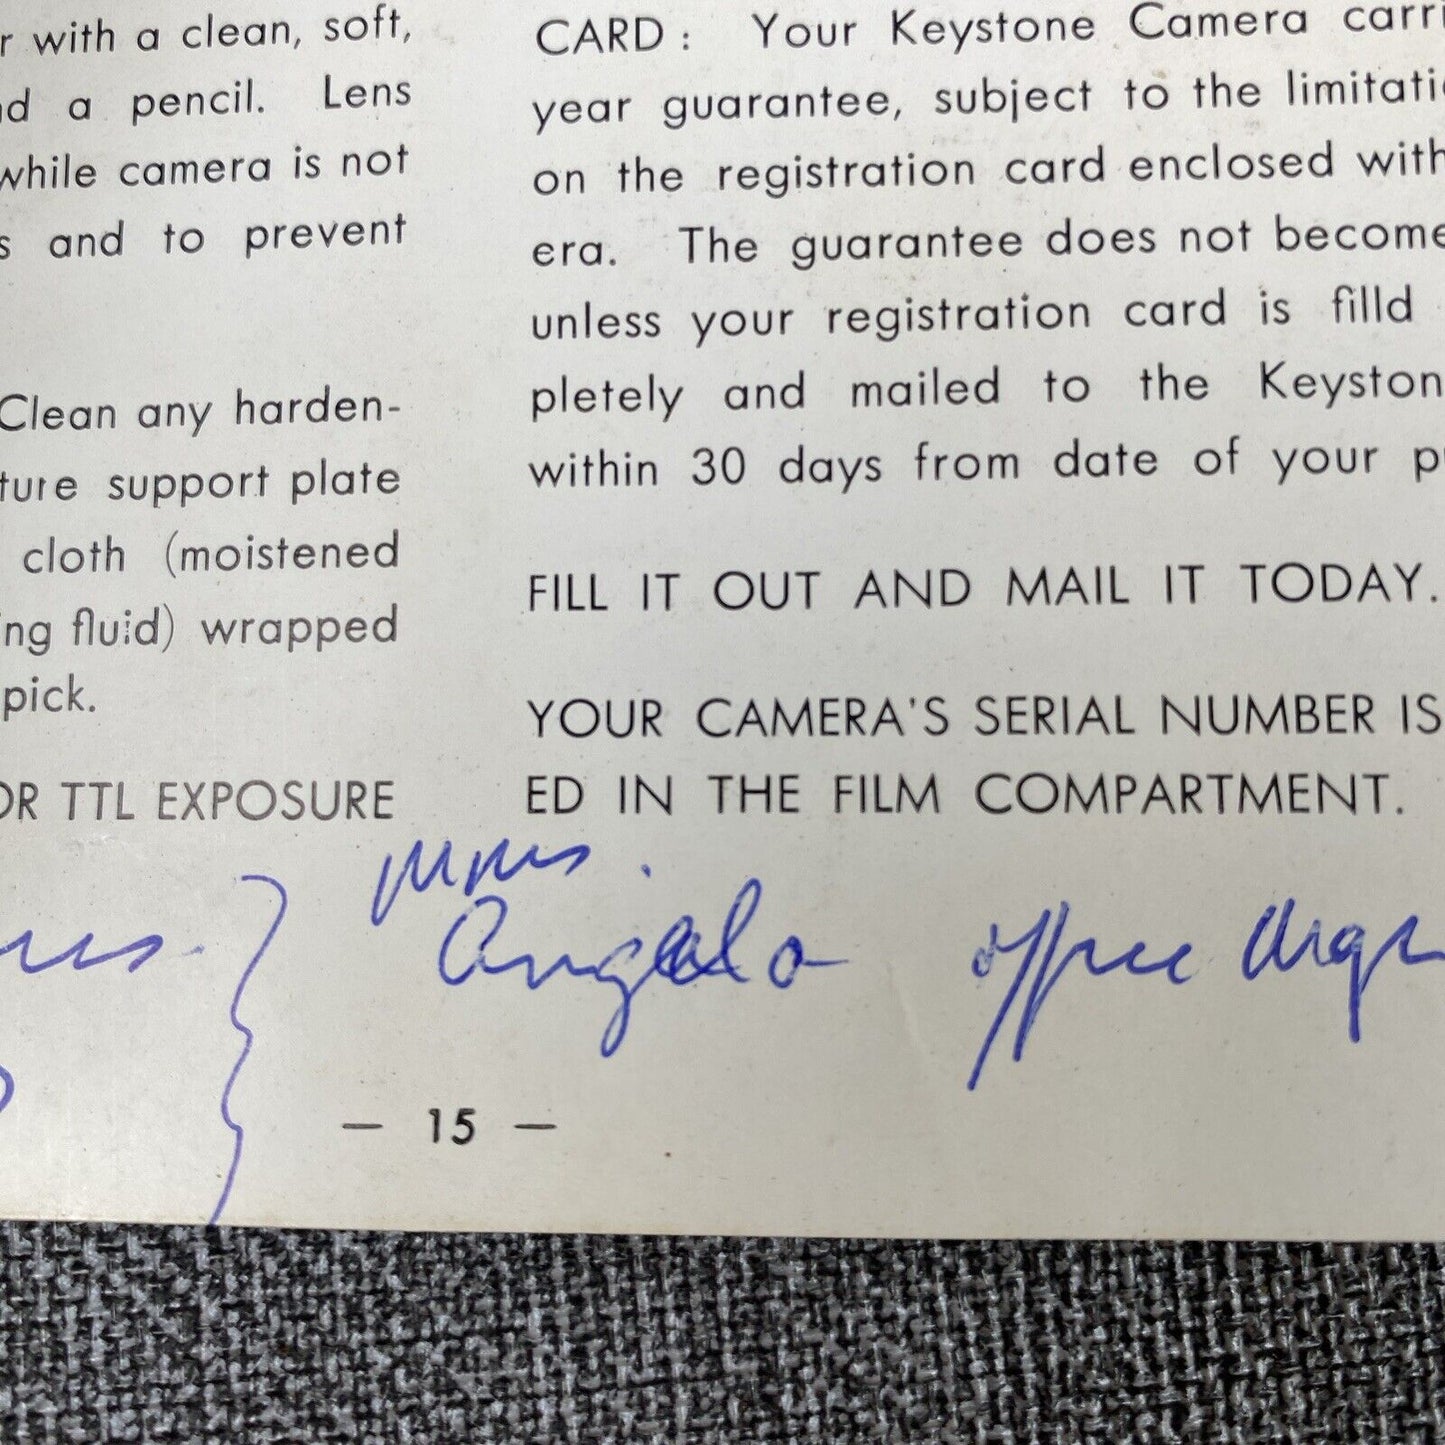 r with a clean, soft,
nd a pencil. Lens
while camera is not
s and to prevent
Clean any harden-
ture support plate
cloth (moistened
ing fluid) wrapped
pick.
OR TTL EXPOSURE
CARD: Your Keystone Camera carri
year guarantee, subject to the limitati
on the registration card enclosed with
era. The guarantee does not become
unless your registration card is filld
pletely and mailed to the Keyston
within 30 days from date of your p
FILL IT OUT AND MAIL IT TODAY.
YOUR CAMERA'S SERIAL NUMBER IS
ED IN THE FILM COMPARTMENT.
Angela
— 15 —